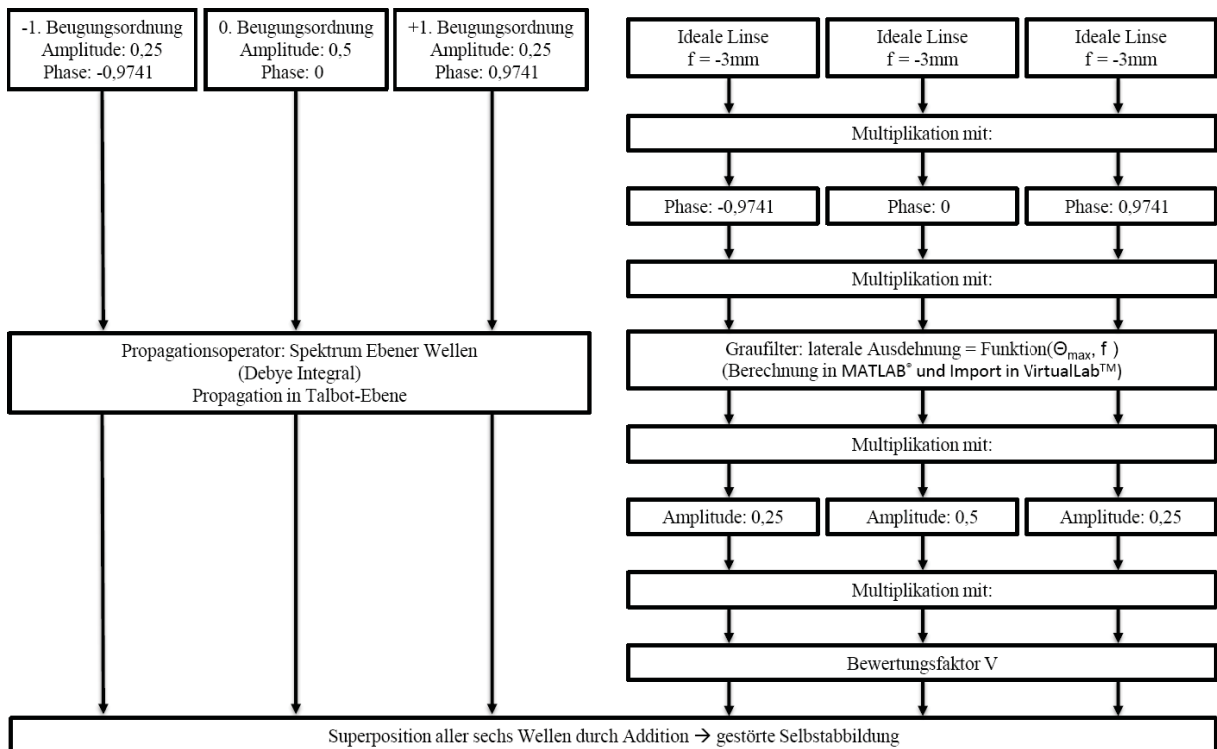 -1. Beugungsordnung
Amplitude: 0,25
Phase: -0,9741
0. Beugungsordnung
Amplitude: 0,5
Phase: 0
+1. Beugungsordnung
Amplitude: 0,25
Phase: 0,9741
Propagationsoperator: Spektrum Ebener Wellen
(Debye Integral)
Propagation in Talbot-Ebene
Ideale Linse
f = -3mm
Ideale Linse
f = -3mm
Ideale Linse
f = -3mm
Multiplikation mit:
Phase: -0,9741
Phase: 0
Phase: 0,9741
Multiplikation mit:
Graufilter: laterale Ausdehnung = Funktion(Θmax, f )
(Berechnung in MATLAB® und Import in VirtualLab™)
Multiplikation mit:
Amplitude: 0,25
Amplitude: 0,5
Amplitude: 0,25
Multiplikation mit:
Bewertungsfaktor V
Superposition aller sechs Wellen durch Addition → gestörte Selbstabbildung